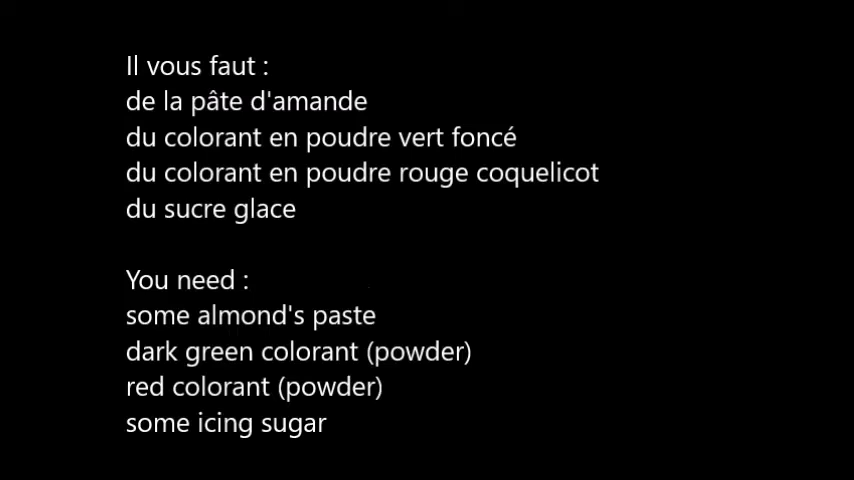 Il vous faut :
de la pâte d'amande
du colorant en poudre vert foncé
du colorant en poudre rouge coquelicot
du sucre glace
You need :
some almond's paste
dark green colorant (powder)
red colorant (powder)
some icing sugar